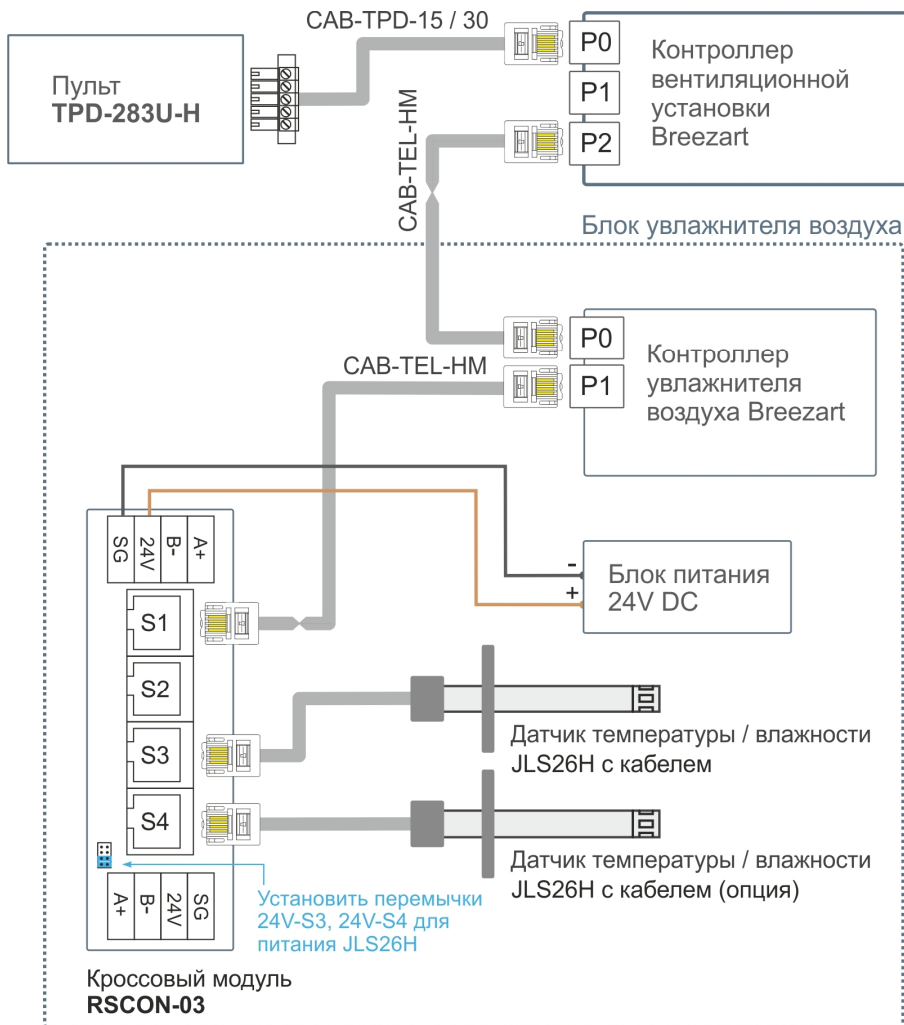 CAB-TPD-15 / 30
Пульт
TPD-283U-H
P0
P1
P2
Контроллер
вентиляционной
установки
Breezart
CAB-TEL-HM
Блок увлажнителя воздуха
P0
P1
Контроллер
увлажнителя
воздуха Breezart
CAB-TEL-HM
SG
24V
B-
A+
-
+
Блок питания
24V DC
S1
S2
S3
S4
Датчик температуры / влажности
JLS26H с кабелем
Датчик температуры / влажности
JLS26H с кабелем (опция)
Установить перемычки
24V-S3, 24V-S4 для
питания JLS26H
A+
B-
24V
SG
Кроссовый модуль
RSCON-03